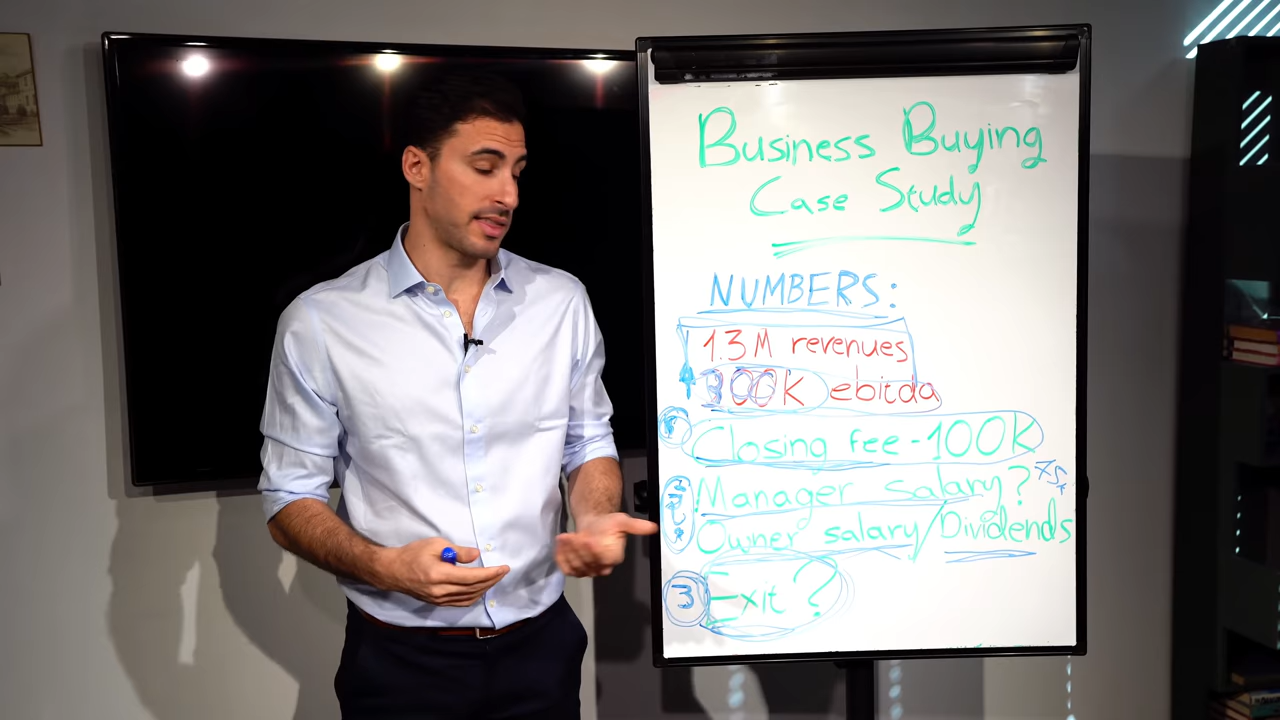 Business Buying
Case Study
NUMBERS:
1.3M revenues
300K ebitda
Closing fee - 100K
Manager salary?
Owner salary/Dividends
3 Exit?